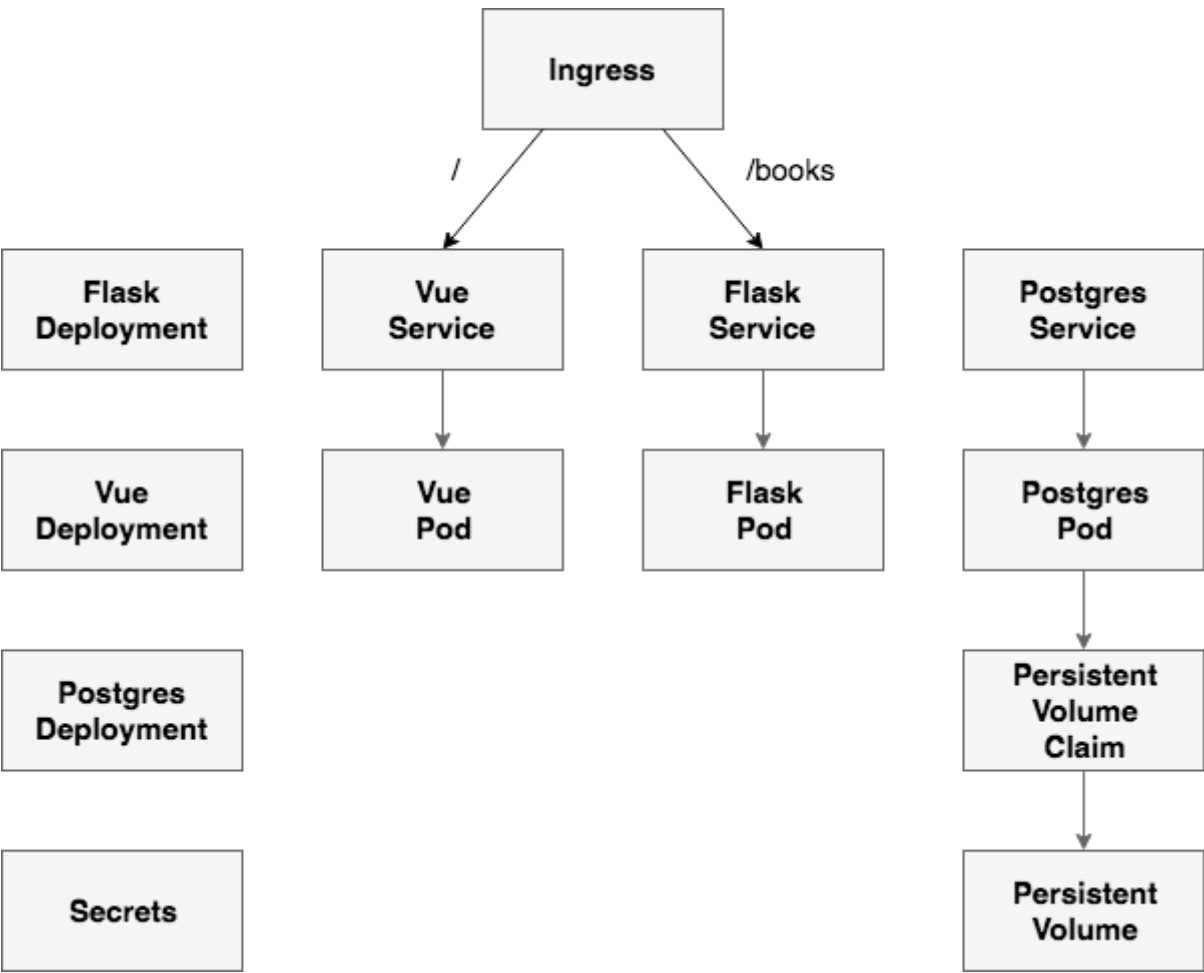 Ingress
/
/books
Flask
Deployment
Vue
Service
Flask
Service
Postgres
Service
Vue
Deployment
Vue
Pod
Flask
Pod
Postgres
Pod
Postgres
Deployment
Persistent
Volume
Claim
Secrets
Persistent
Volume